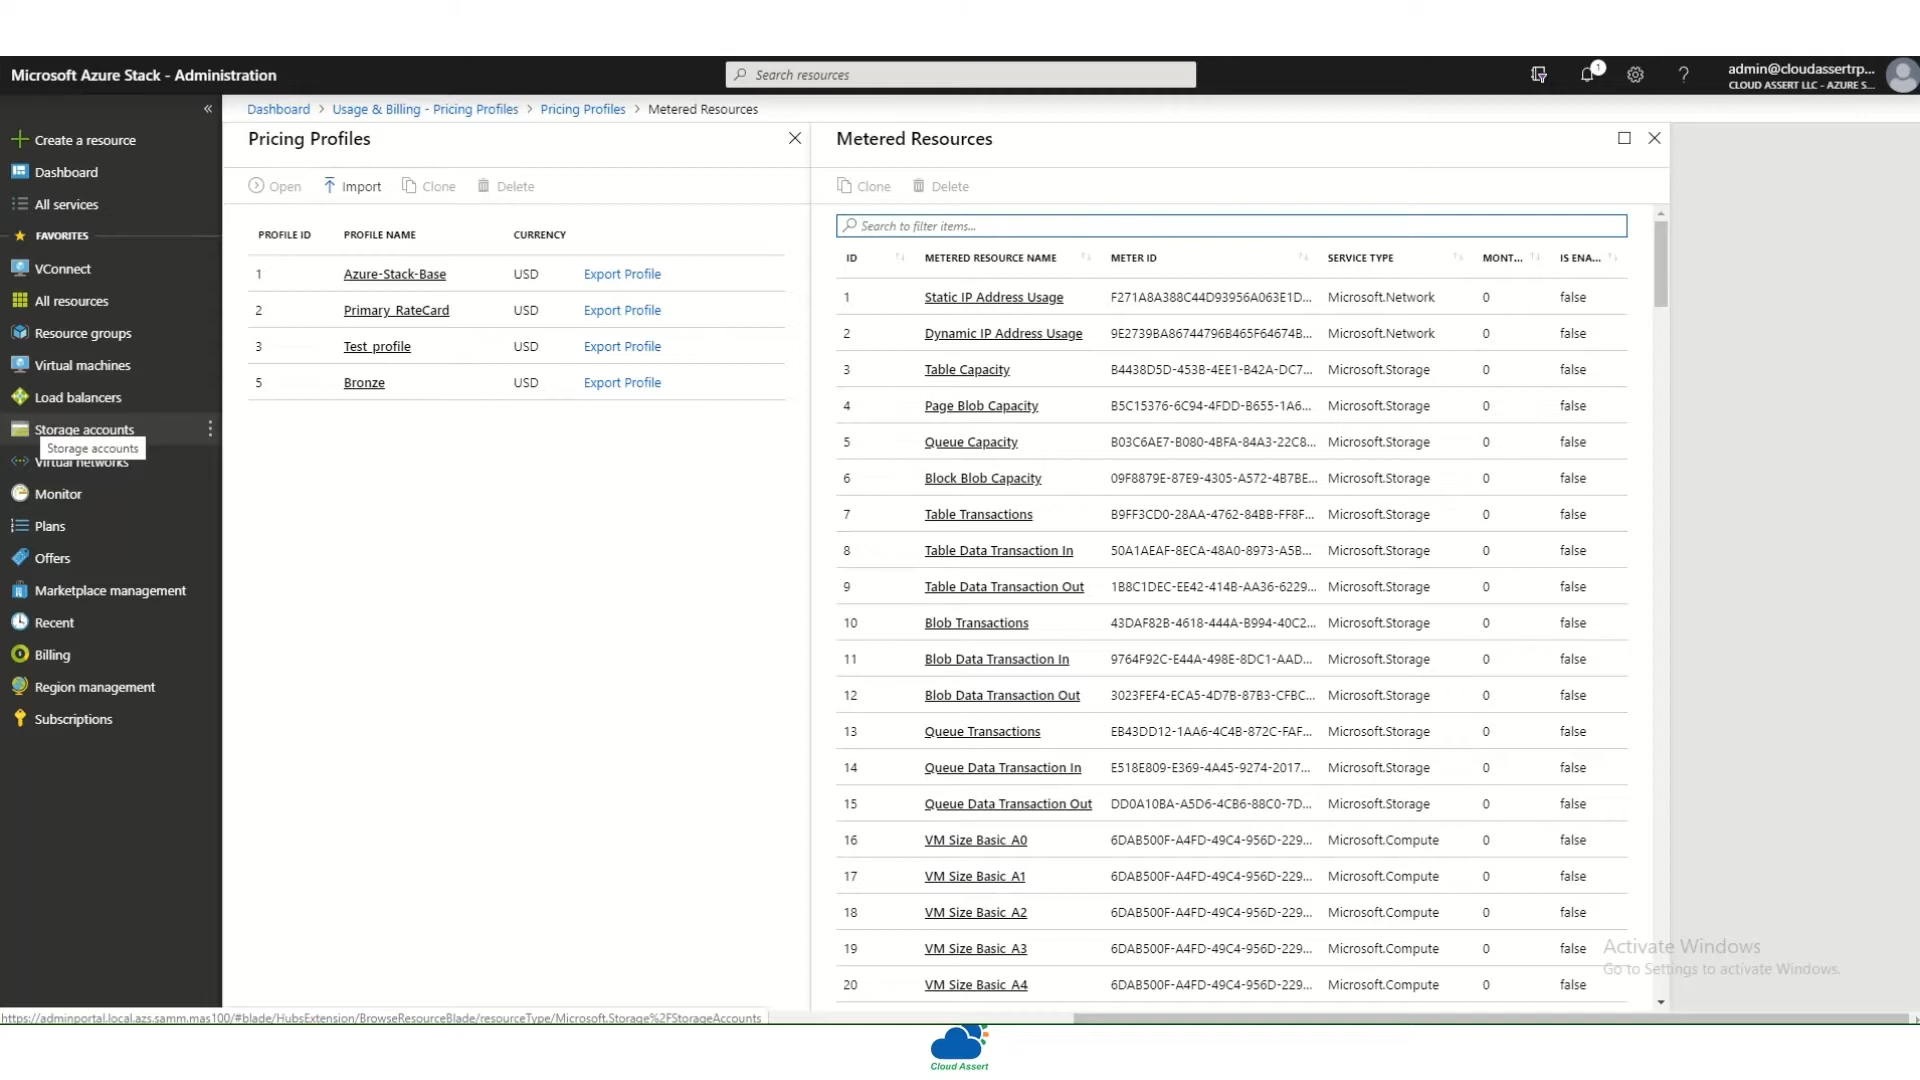 Microsoft Azure Stack - Administration
Search resources
1
admin@cloudassertrp...
CLOUD ASSERT LLC - AZURE S...
Dashboard > Usage & Billing - Pricing Profiles > Pricing Profiles > Metered Resources
Create a resource
Dashboard
All services
FAVORITES
VConnect
All resources
Resource groups
Virtual machines
Load balancers
Storage accounts
Storage accounts
Virtual networks
Monitor
Plans
Offers
Marketplace management
Recent
Billing
Region management
Subscriptions
Pricing Profiles
Open Import Clone Delete
PROFILE ID PROFILE NAME CURRENCY
1 Azure-Stack-Base USD Export Profile
2 Primary_RateCard USD Export Profile
3 Test_profile USD Export Profile
5 Bronze USD Export Profile
Metered Resources
Clone Delete
Search to filter items...
ID METERED RESOURCE NAME METER ID SERVICE TYPE MONT... IS ENA...
1 Static IP Address Usage F271A8A388C44D93956A063E1D... Microsoft.Network 0 false
2 Dynamic IP Address Usage 9E2739BA86744796B465F64674B... Microsoft.Network 0 false
3 Table Capacity B4438D5D-453B-4EE1-B42A-DC7... Microsoft.Storage 0 false
4 Page Blob Capacity B5C15376-6C94-4FDD-B655-1A6... Microsoft.Storage 0 false
5 Queue Capacity B03C6AE7-B080-4BFA-84A3-22C8... Microsoft.Storage 0 false
6 Block Blob Capacity 09F8879E-87E9-4305-A572-4B7BE... Microsoft.Storage 0 false
7 Table Transactions B9FF3CD0-28AA-4762-84BB-FF8F... Microsoft.Storage 0 false
8 Table Data Transaction In 50A1AEAF-8ECA-48A0-8973-A5B... Microsoft.Storage 0 false
9 Table Data Transaction Out 1B8C1DEC-EE42-414B-AA36-6229... Microsoft.Storage 0 false
10 Blob Transactions 43DAF82B-4618-444A-B994-40C2... Microsoft.Storage 0 false
11 Blob Data Transaction In 9764F92C-E44A-498E-8DC1-AAD... Microsoft.Storage 0 false
12 Blob Data Transaction Out 3023FEF4-ECA5-4D7B-87B3-CFBC... Microsoft.Storage 0 false
13 Queue Transactions EB43DD12-1AA6-4C4B-872C-FAF... Microsoft.Storage 0 false
14 Queue Data Transaction In E518E809-E369-4A45-9274-2017... Microsoft.Storage 0 false
15 Queue Data Transaction Out DD0A10BA-A5D6-4CB6-88C0-7D... Microsoft.Storage 0 false
16 VM Size Basic_A0 6DAB500F-A4FD-49C4-956D-229... Microsoft.Compute 0 false
17 VM Size Basic_A1 6DAB500F-A4FD-49C4-956D-229... Microsoft.Compute 0 false
18 VM Size Basic_A2 6DAB500F-A4FD-49C4-956D-229... Microsoft.Compute 0 false
19 VM Size Basic_A3 6DAB500F-A4FD-49C4-956D-229... Microsoft.Compute 0 false
20 VM Size Basic_A4 6DAB500F-A4FD-49C4-956D-229... Microsoft.Compute 0 false
Activate Windows
Go to Settings to activate Windows.
https://adminportal.local.azs.samm.mas100/#blade/HubsExtension/BrowseResourceBlade/resourceType/Microsoft.Storage%2FStorageAccounts
Cloud Assert